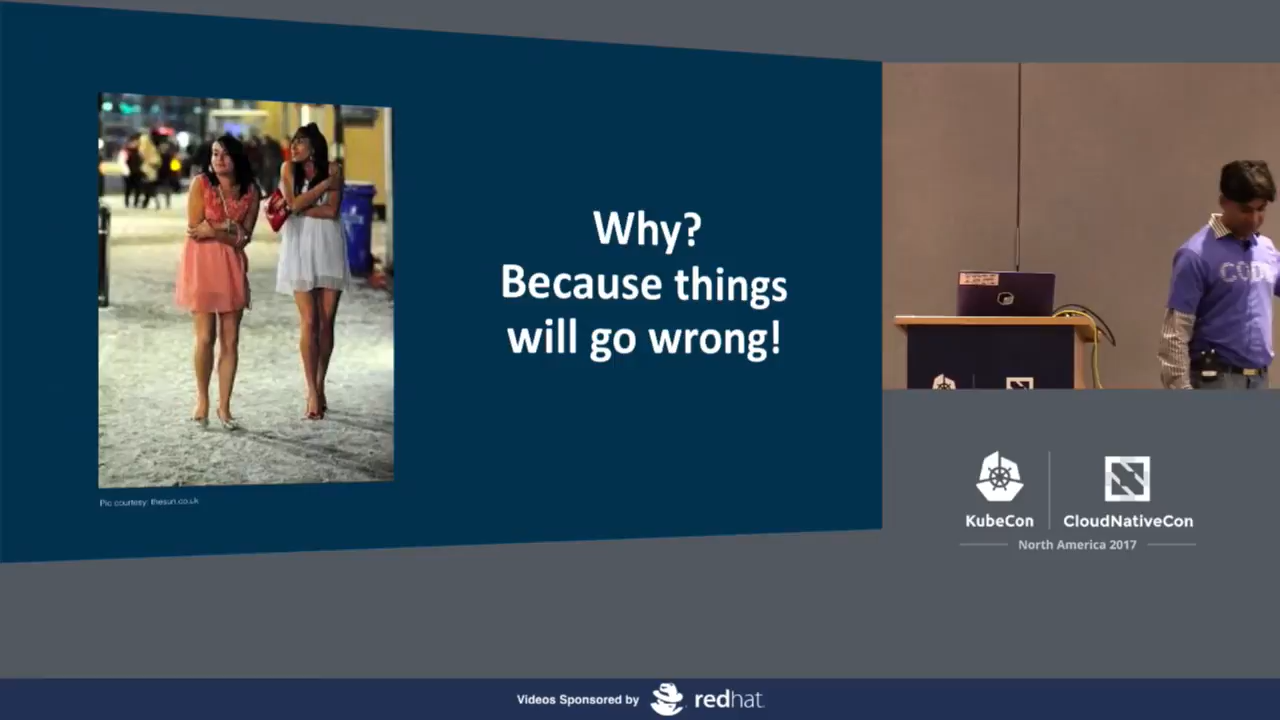 Why?
Because things
will go wrong!
Pic courtesy: thesun.co.uk
COD
KubeCon
CloudNativeCon
North America 2017
Videos Sponsored by
redhat